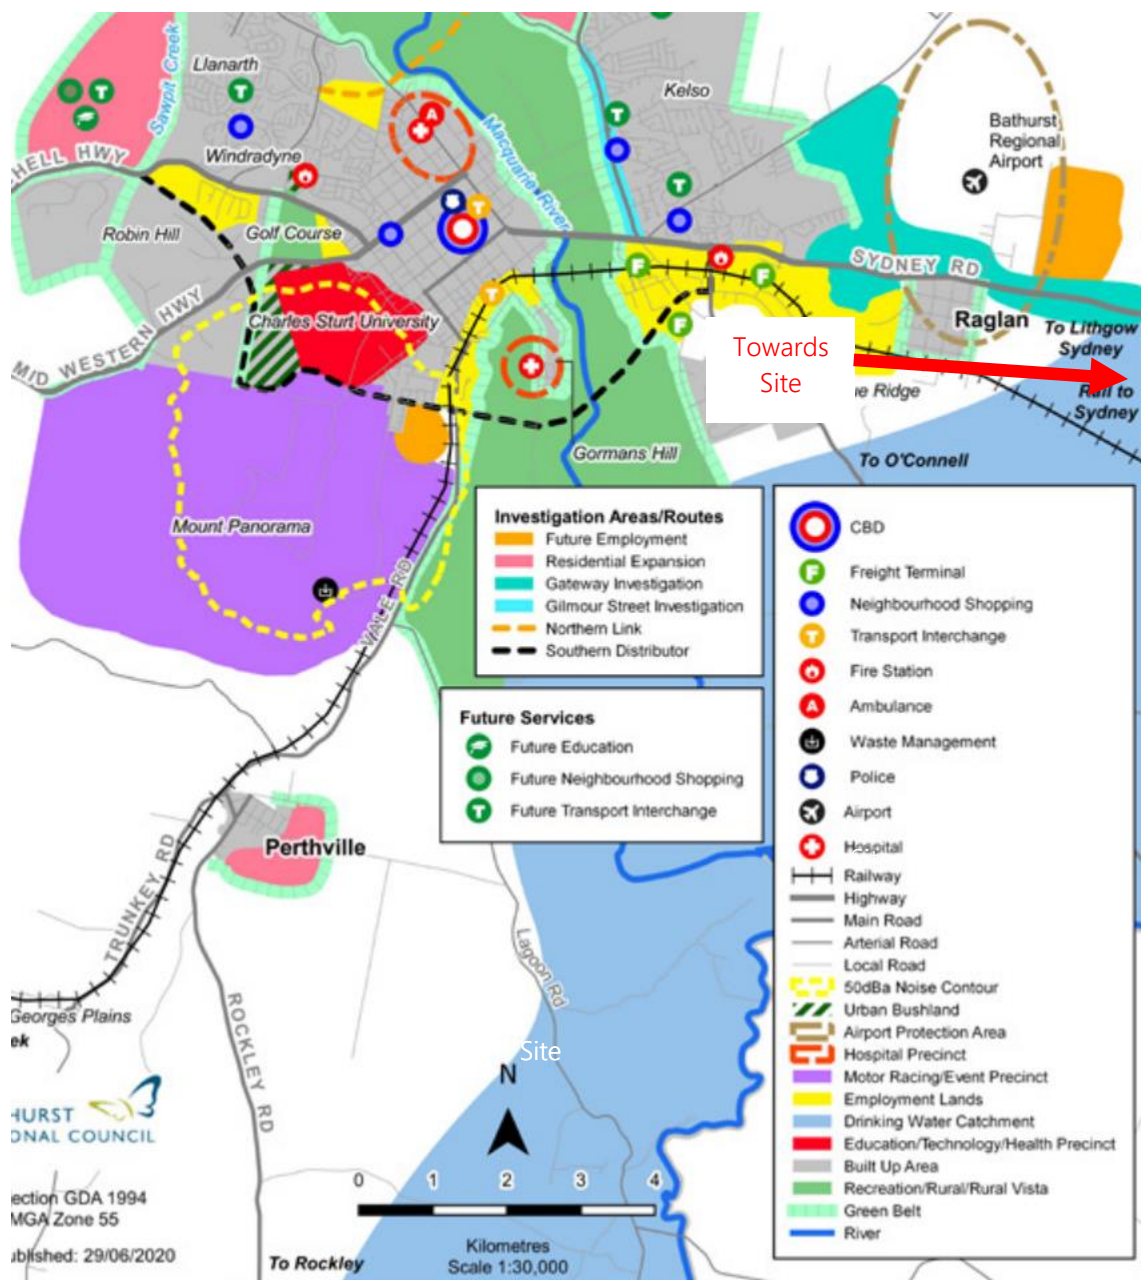 Sawpit Creek
Llanarth
HELL HWY
Windradyne
Robin Hill
Golf Course
Macquarie River
Kelso
Bathurst
Regional
Airport
SYDNEY RD
Raglan
To Lithgow
Sydney
Rail to
Sydney
Towards
Site
ne Ridge
To O'Connell
MID WESTERN HWY
Charles Sturt University
Gormans Hill
Mount Panorama
VALE RD
Investigation Areas/Routes
Future Employment
Residential Expansion
Gateway Investigation
Gilmour Street Investigation
Northern Link
Southern Distributor
Future Services
Future Education
Future Neighbourhood Shopping
T Future Transport Interchange
CBD
F Freight Terminal
Neighbourhood Shopping
T Transport Interchange
Fire Station
A Ambulance
Waste Management
Police
Airport
Hospital
Railway
Highway
Main Road
Arterial Road
Local Road
50dBa Noise Contour
Urban Bushland
Airport Protection Area
Hospital Precinct
Motor Racing/Event Precinct
Employment Lands
Drinking Water Catchment
Education/Technology/Health Precinct
Built Up Area
Recreation/Rural/Rural Vista
Green Belt
River
Perthville
TRUNKEY RD
ROCKLEY RD
Lagoon Rd
Georges Plains
ek
Site
N
HURST
ONAL COUNCIL
ection GDA 1994
MGA Zone 55
ublished: 29/06/2020
0 1 2 3 4
Kilometres
Scale 1:30,000
To Rockley